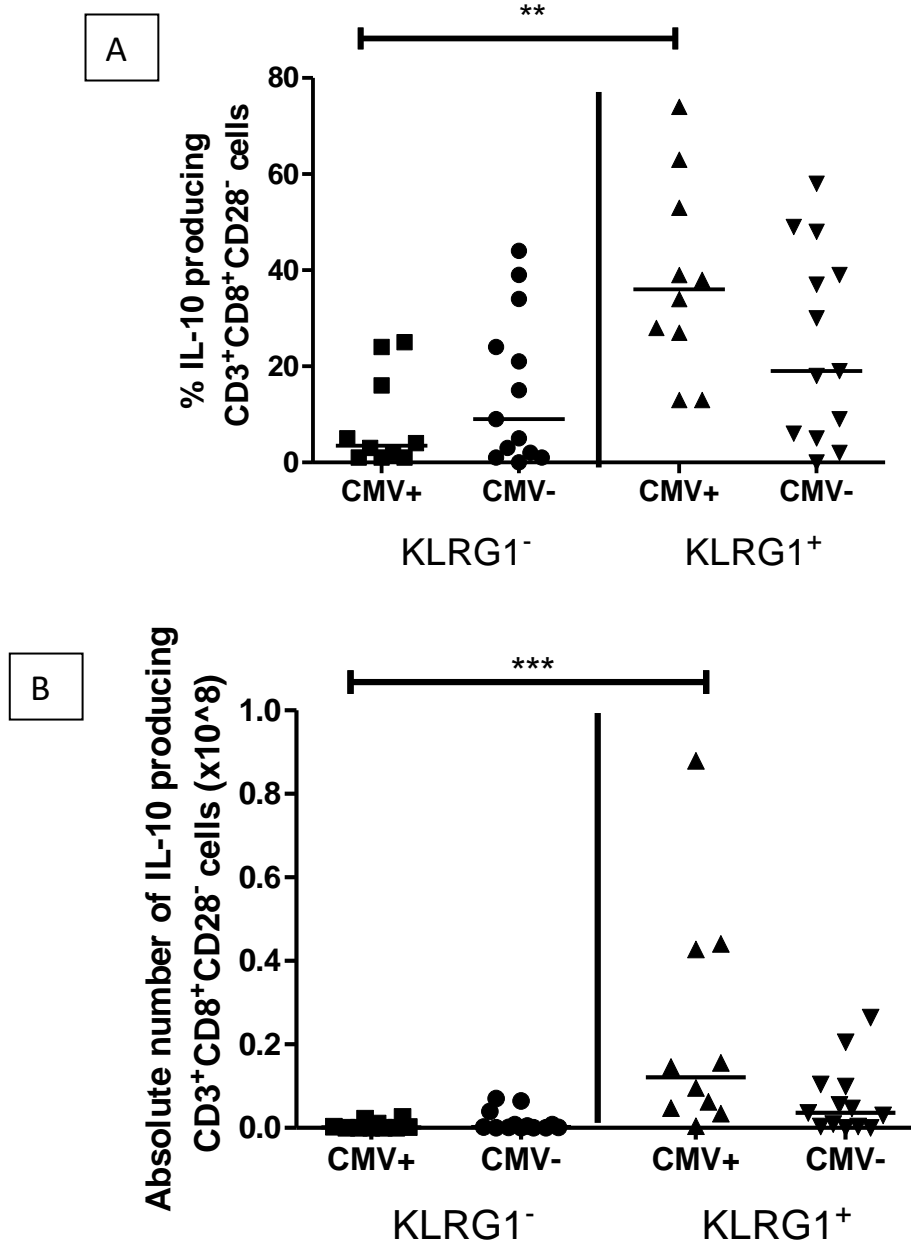 A
**
% IL-10 producing
CD3⁺CD8⁺CD28⁻ cells
80
60
40
20
0
CMV+ CMV- CMV+ CMV-
KLRG1⁻ KLRG1⁺
B
***
Absolute number of IL-10 producing
CD3⁺CD8⁺CD28⁻ cells (x10^8)
1.0
0.8
0.6
0.4
0.2
0.0
CMV+ CMV- CMV+ CMV-
KLRG1⁻ KLRG1⁺